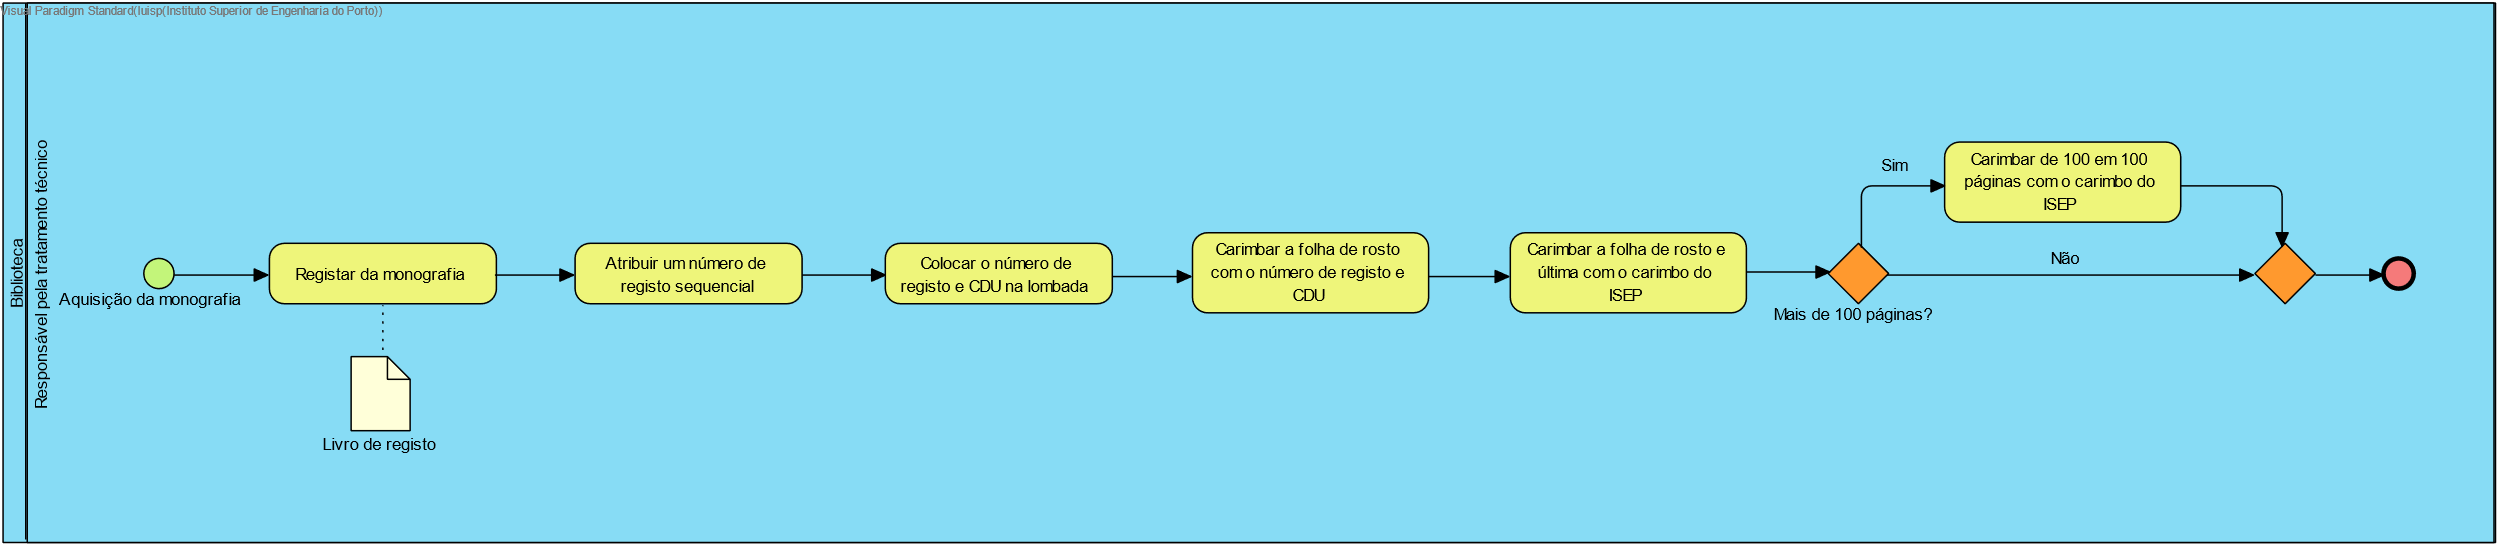 Visual Paradigm Standard(luisp(Instituto Superior de Engenharia do Porto))
Biblioteca
Responsável pela tratamento técnico
Aquisição da monografia
Registar da monografia
Livro de registo
Atribuir um número de
registo sequencial
Colocar o número de
registo e CDU na lombada
Carimbar a folha de rosto
com o número de registo e
CDU
Carimbar a folha de rosto e
última com o carimbo do
ISEP
Mais de 100 páginas?
Sim
Carimbar de 100 em 100
páginas com o carimbo do
ISEP
Não